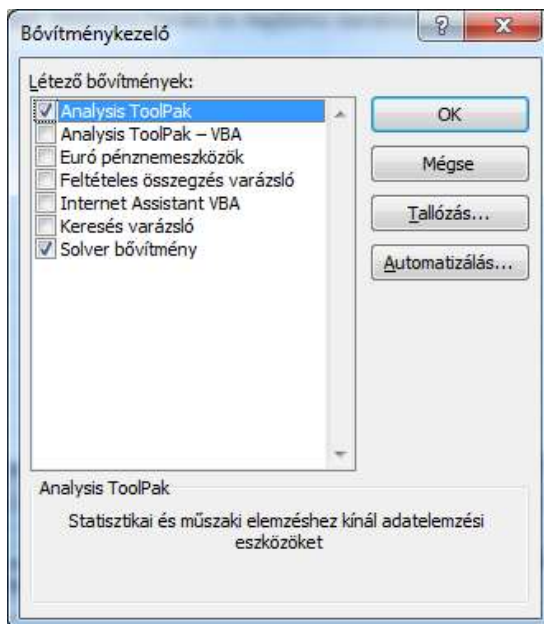 Bővítménykezelő
Létező bővítmények:
Analysis ToolPak
Analysis ToolPak – VBA
Euró pénznemeszközök
Feltételes összegzés varázsló
Internet Assistant VBA
Keresés varázsló
Solver bővítmény
OK
Mégse
Tallózás...
Automatizálás...
Analysis ToolPak
Statisztikai és műszaki elemzéshez kínál adatelemzési
eszközöket